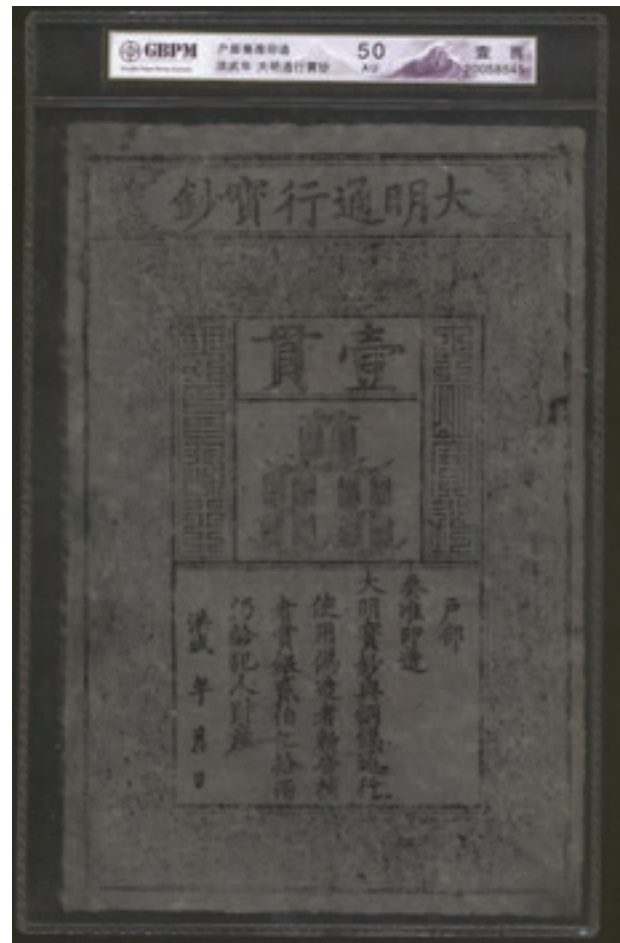 GBPM
户部奏准印造
洪武年 大明通行寶鈔
50
AU
壹貫
20058545
大明通行寶鈔
壹貫
户部
奏准印造
大明寶鈔與銅錢通行
使用偽造者斬告捕
者賞銀貳佰伍拾兩
仍給犯人財產
洪武 年 月 日